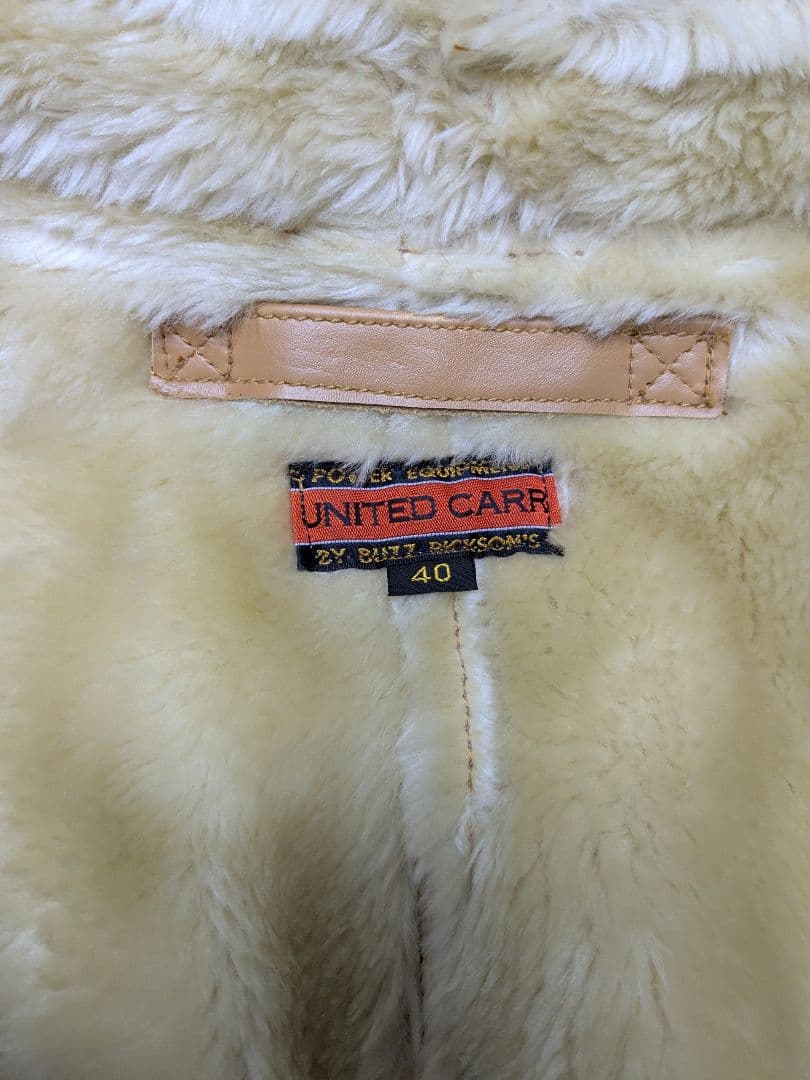 POWER EQUIPMENT
UNITED CARR
BY BUZZ RICKSON'S
40